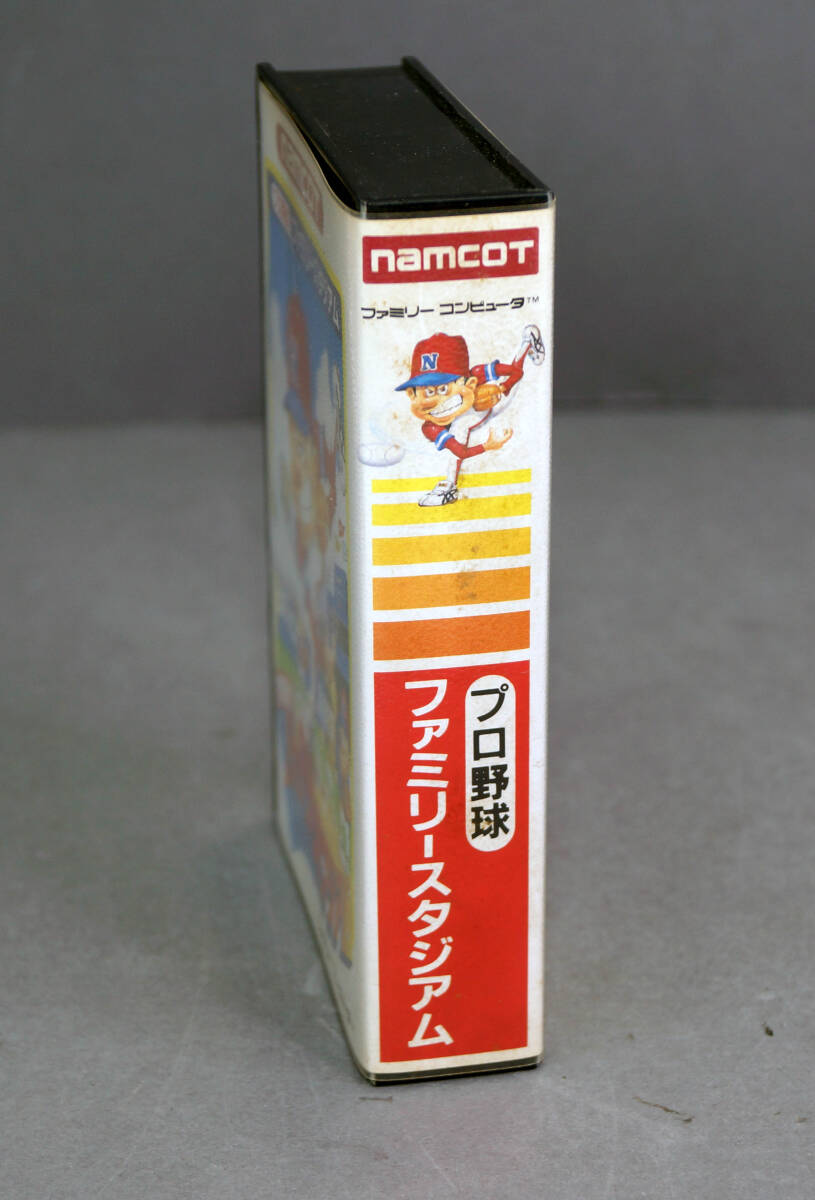 namcot
ファミリー コンピュータ™
N
プロ野球
ファミリースタジアム
namcot